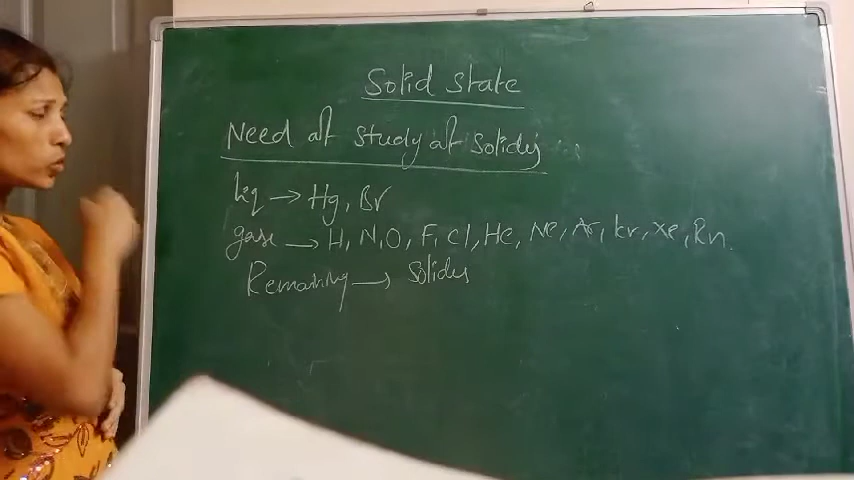 Solid state
Need of study of solids
liq → Hg, Br
gase → H, N, O, F, Cl, He, Ne, Ar, Kr, Xe, Rn.
Remaining → Solids